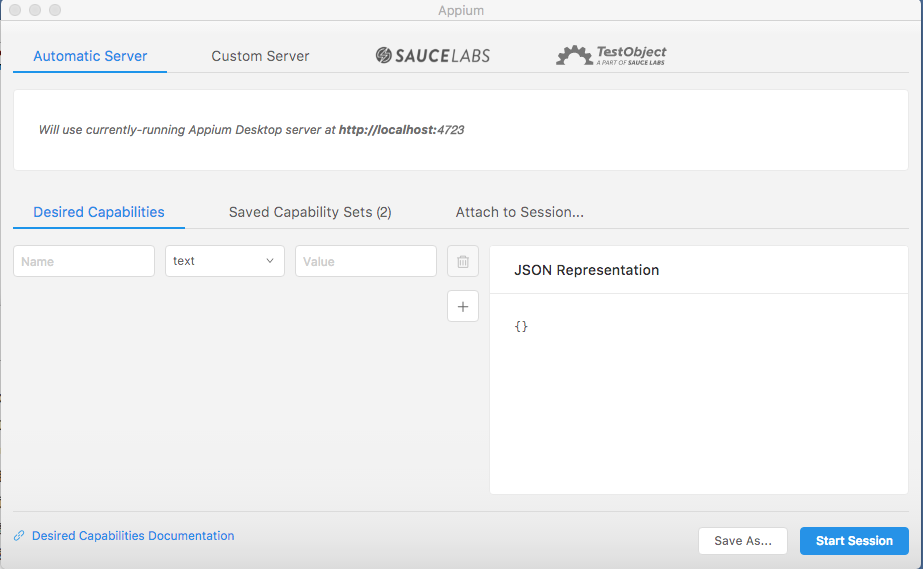 Appium
Automatic Server
Custom Server
SAUCELABS
TestObject
A PART OF SAUCE LABS
Will use currently-running Appium Desktop server at http://localhost:4723
Desired Capabilities
Saved Capability Sets (2)
Attach to Session...
Name
text
Value
JSON Representation
{}
Desired Capabilities Documentation
Save As...
Start Session